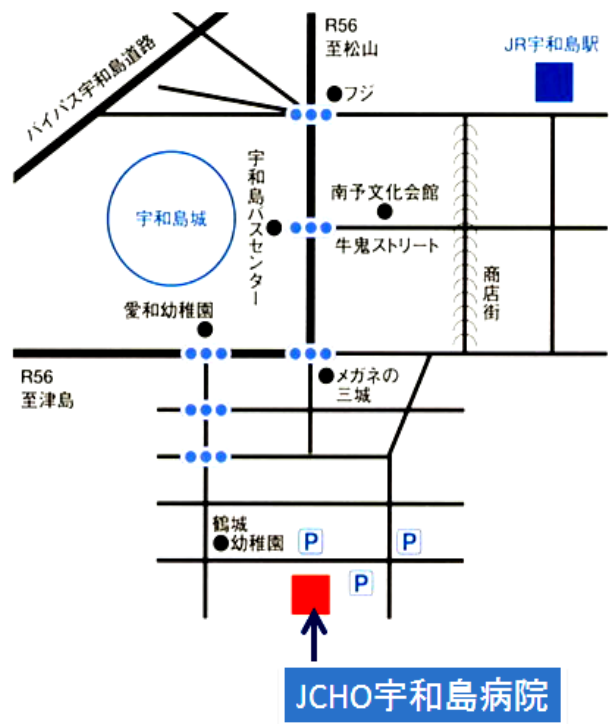 R56
至松山
JR宇和島駅
バイパス宇和島道路
フジ
宇和島バスセンター
南予文化会館
宇和島城
牛鬼ストリート
商店街
愛和幼稚園
R56
至津島
メガネの
三城
鶴城
幼稚園
P
P
P
JCHO宇和島病院